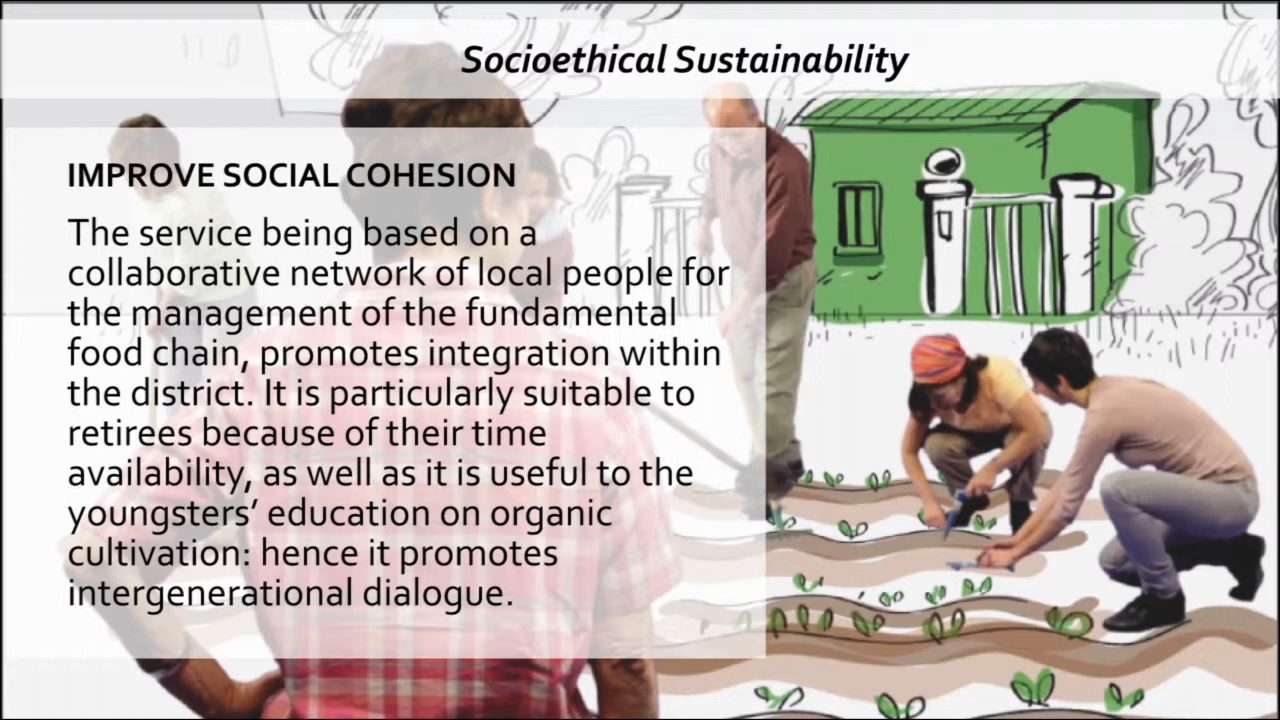 Socioethical Sustainability
IMPROVE SOCIAL COHESION
The service being based on a
collaborative network of local people for
the management of the fundamental
food chain, promotes integration within
the district. It is particularly suitable to
retirees because of their time
availability, as well as it is useful to the
youngsters’ education on organic
cultivation: hence it promotes
intergenerational dialogue.